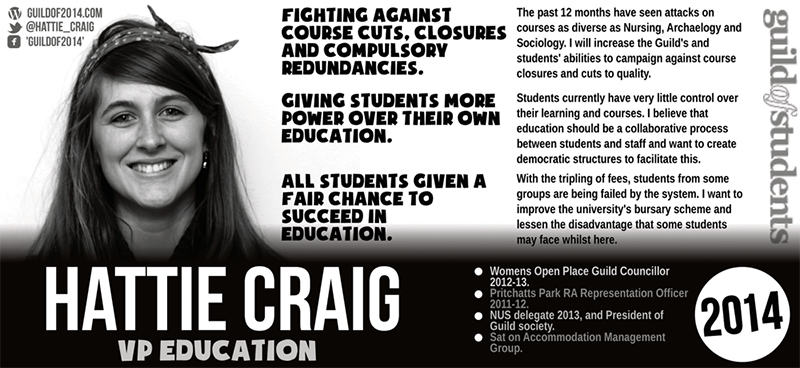 GUILDOF2014.COM
@HATTIE_CRAIG
'GUILDOF2014'
FIGHTING AGAINST
COURSE CUTS, CLOSURES
AND COMPULSORY
REDUNDANCIES.
The past 12 months have seen attacks on
courses as diverse as Nursing, Archaelogy and
Sociology. I will increase the Guild's and
students' abilities to campaign against course
closures and cuts to quality.
GIVING STUDENTS MORE
POWER OVER THEIR OWN
EDUCATION.
Students currently have very little control over
their learning and courses. I believe that
education should be a collaborative process
between students and staff and want to create
democratic structures to facilitate this.
ALL STUDENTS GIVEN A
FAIR CHANCE TO
SUCCEED IN
EDUCATION.
With the tripling of fees, students from some
groups are being failed by the system. I want to
improve the university's bursary scheme and
lessen the disadvantage that some students
may face whilst here.
guildofstudents
HATTIE CRAIG
VP EDUCATION
Womens Open Place Guild Councillor
2012-13.
Pritchatts Park RA Representation Officer
2011-12.
NUS delegate 2013, and President of
Guild society.
Sat on Accommodation Management
Group.
2014